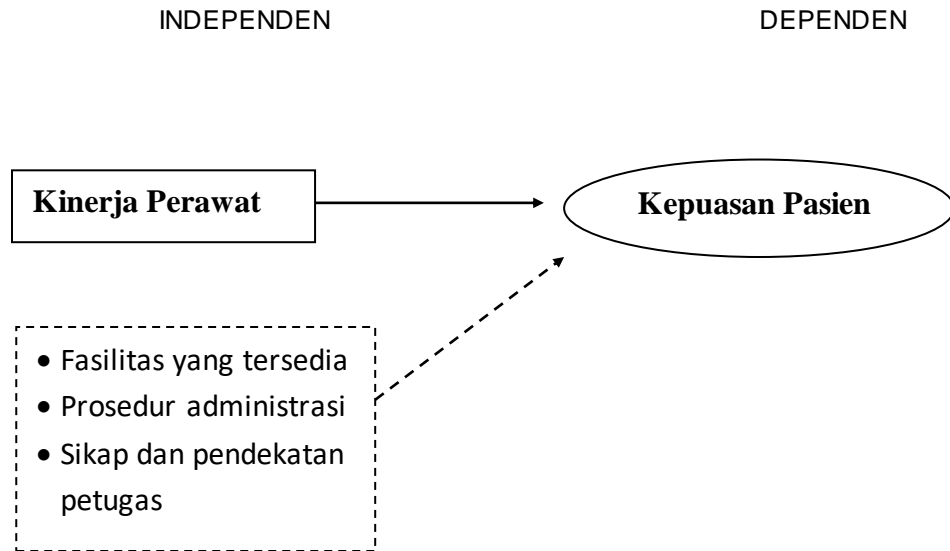 INDEPENDEN
DEPENDEN
Kinerja Perawat
Kepuasan Pasien
• Fasilitas yang tersedia
• Prosedur administrasi
• Sikap dan pendekatan
petugas